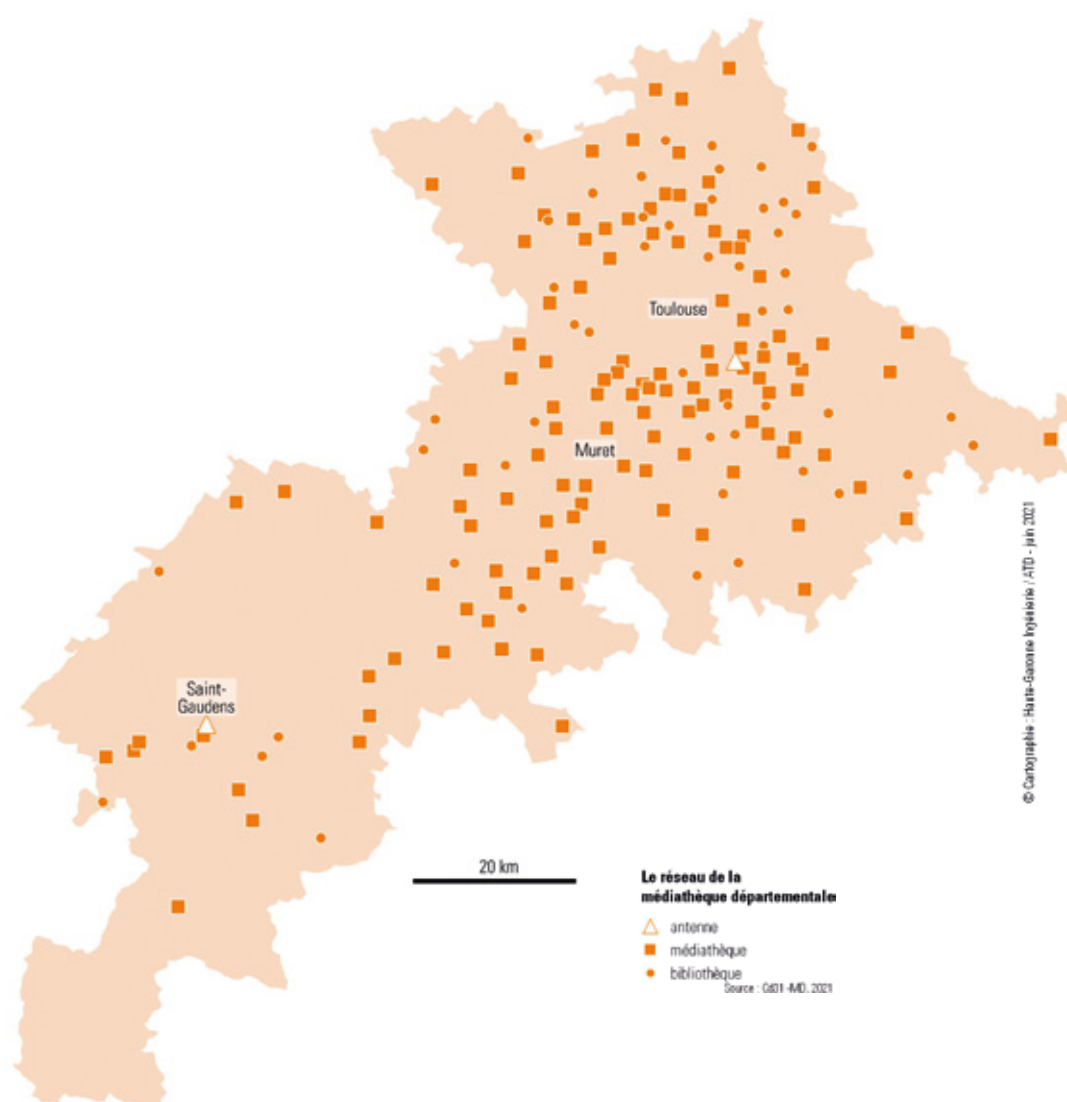 Toulouse
Muret
Saint-
Gaudens
20 km
Le réseau de la
médiathèque départementale
antenne
médiathèque
bibliothèque
Source : Cd31 -MD, 2021
© Cartographie : Haute-Garonne Ingénierie / ATD - juin 2021